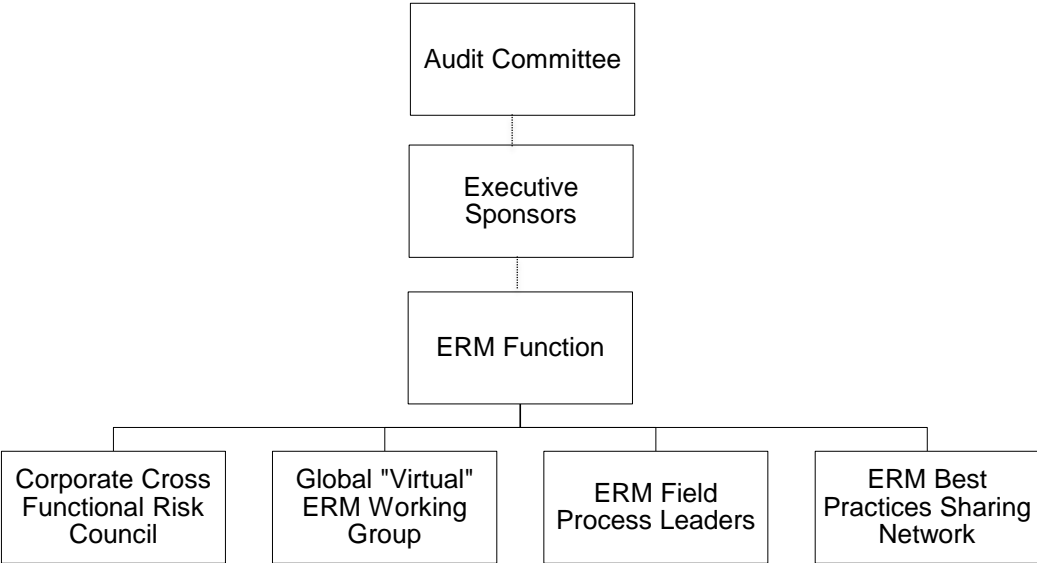 Audit Committee
Executive
Sponsors
ERM Function
Corporate Cross
Functional Risk
Council
Global "Virtual"
ERM Working
Group
ERM Field
Process Leaders
ERM Best
Practices Sharing
Network